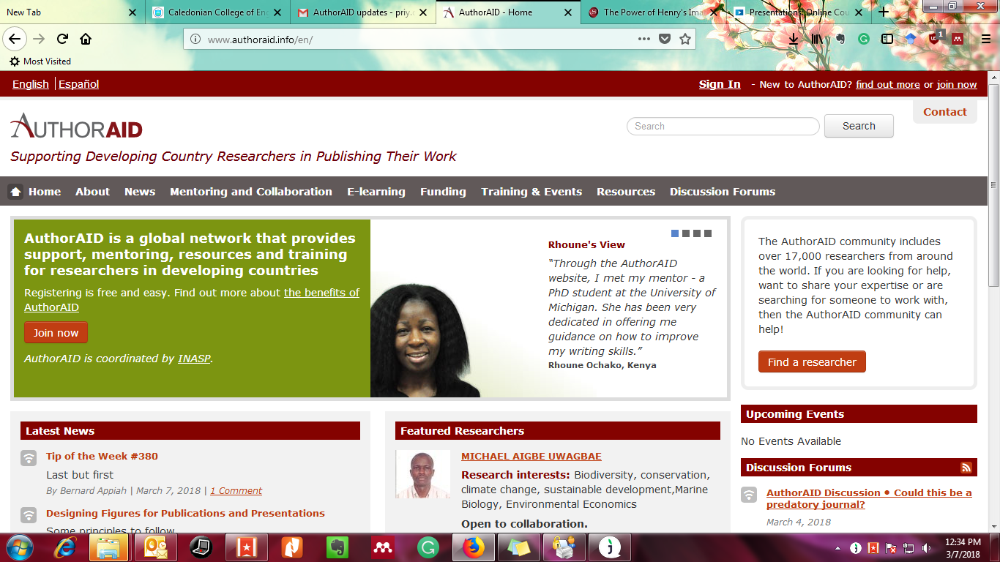 New Tab
Caledonian College of Eng
AuthorAID updates - priy.c
AuthorAID - Home
The Power of Henry's Ima
Presentations: Online Cou
www.authoraid.info/en/
1
Most Visited
English | Español
Sign In - New to AuthorAID? find out more or join now
Contact
AUTHORAID
Search
Search
Supporting Developing Country Researchers in Publishing Their Work
Home About News Mentoring and Collaboration E-learning Funding Training & Events Resources Discussion Forums
AuthorAID is a global network that provides
support, mentoring, resources and training
for researchers in developing countries
Registering is free and easy. Find out more about the benefits of
AuthorAID
Join now
AuthorAID is coordinated by INASP.
Rhoune's View
“Through the AuthorAID
website, I met my mentor - a
PhD student at the University of
Michigan. She has been very
dedicated in offering me
guidance on how to improve
my writing skills.”
Rhoune Ochako, Kenya
The AuthorAID community includes
over 17,000 researchers from around
the world. If you are looking for help,
want to share your expertise or are
searching for someone to work with,
then the AuthorAID community can
help!
Find a researcher
Upcoming Events
No Events Available
Discussion Forums
AuthorAID Discussion • Could this be a
predatory journal?
March 4, 2018
Latest News
Tip of the Week #380
Last but first
By Bernard Appiah | March 7, 2018 | 1 Comment
Designing Figures for Publications and Presentations
Some principles to follow
Featured Researchers
MICHAEL AIGBE UWAGBAE
Research interests: Biodiversity, conservation,
climate change, sustainable development,Marine
Biology, Environmental Economics
Open to collaboration.
12:34 PM
3/7/2018